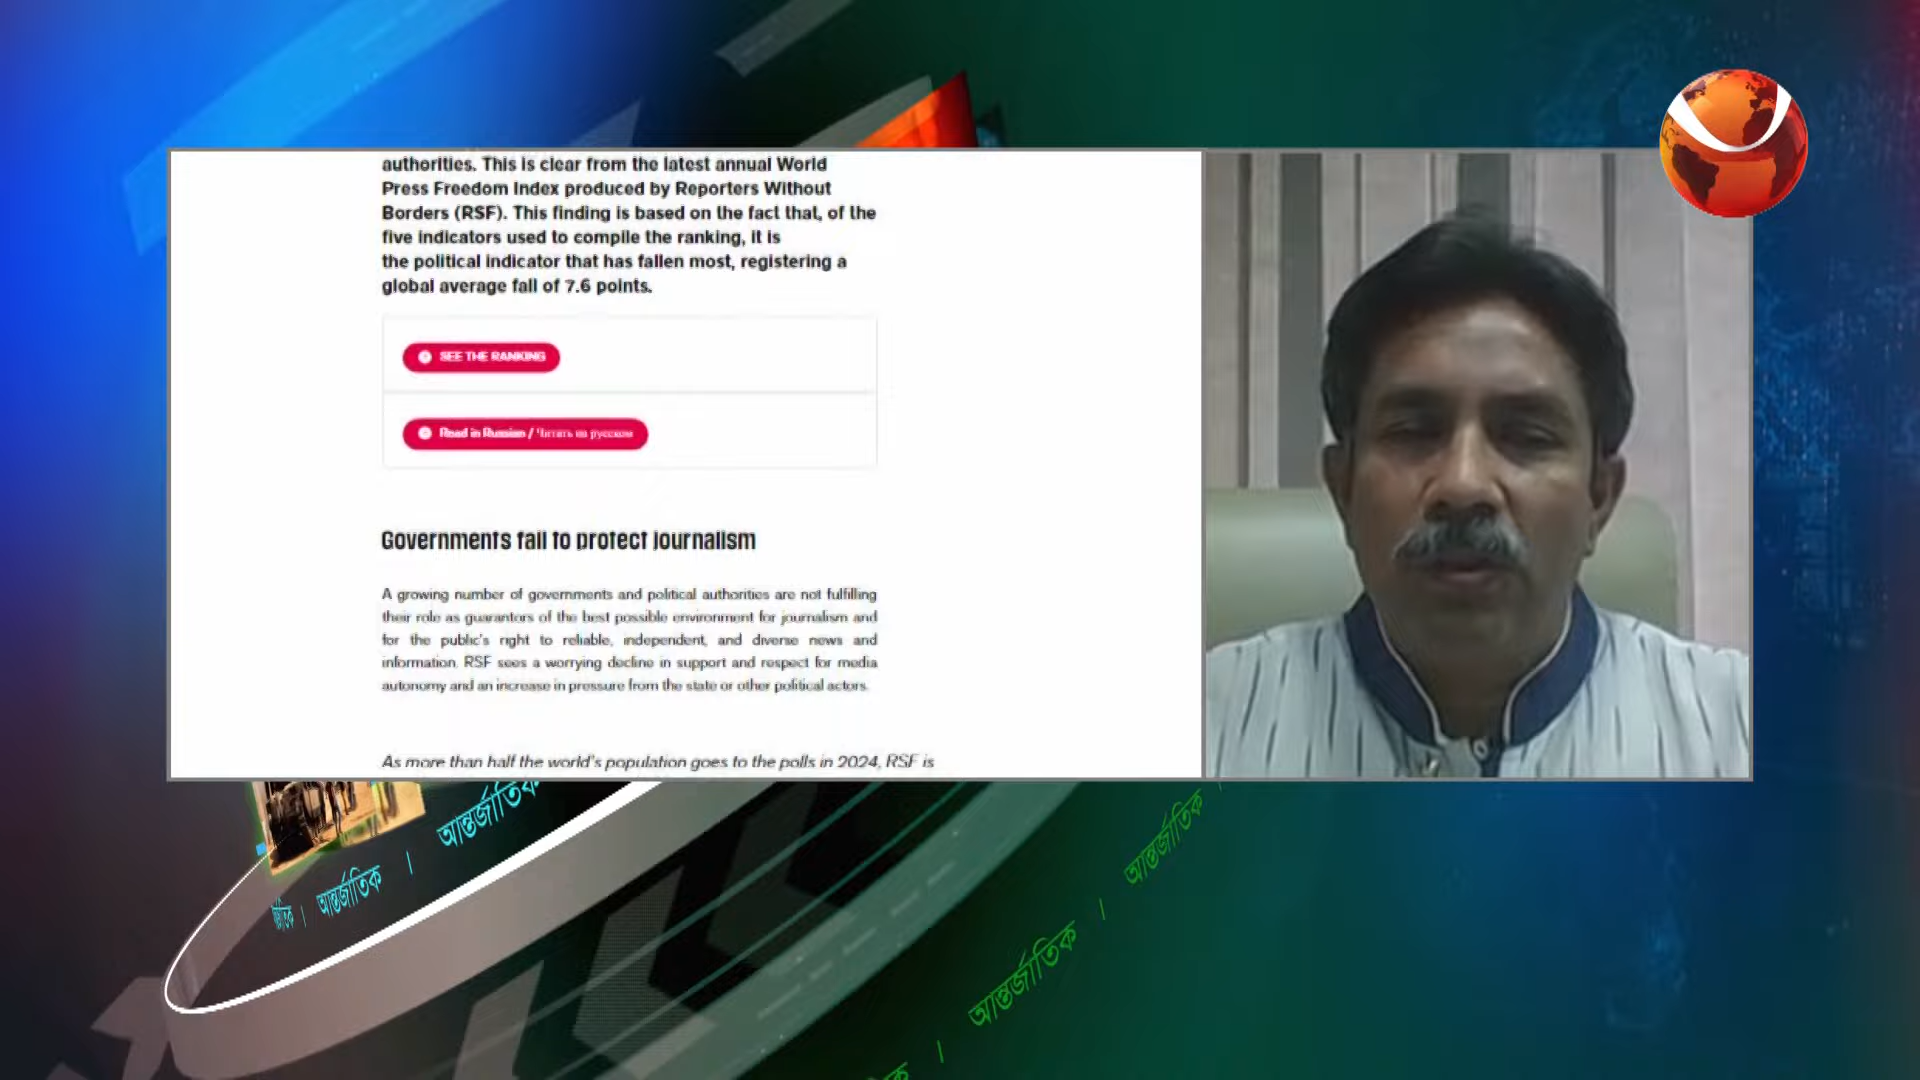 authorities. This is clear from the latest annual World
Press Freedom Index produced by Reporters Without
Borders (RSF). This finding is based on the fact that, of the
five indicators used to compile the ranking, it is
the political indicator that has fallen most, registering a
global average fall of 7.6 points.
SEE THE RANKING
Read in Russian / Читать на русском
Governments fail to protect journalism
A growing number of governments and political authorities are not fulfilling
their role as guarantors of the best possible environment for journalism and
for the public's right to reliable, independent, and diverse news and
information. RSF sees a worrying decline in support and respect for media
autonomy and an increase in pressure from the state or other political actors.
As more than half the world's population goes to the polls in 2024, RSF is
আন্তর্জাতিক
। আন্তর্জাতিক ।
আন্তর্জাতিক
। আন্তর্জাতিক ।